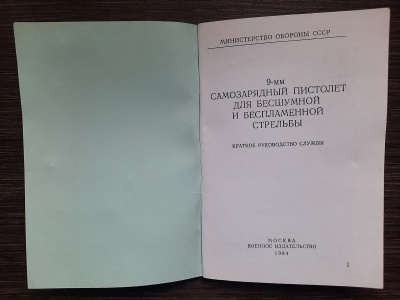 МИНИСТЕРСТВО ОБОРОНЫ СССР
9-мм
САМОЗАРЯДНЫЙ ПИСТОЛЕТ
ДЛЯ БЕСШУМНОЙ
И БЕСПЛАМЕННОЙ
СТРЕЛЬБЫ
КРАТКОЕ РУКОВОДСТВО СЛУЖБЫ
МОСКВА
ВОЕННОЕ ИЗДАТЕЛЬСТВО
1984
1